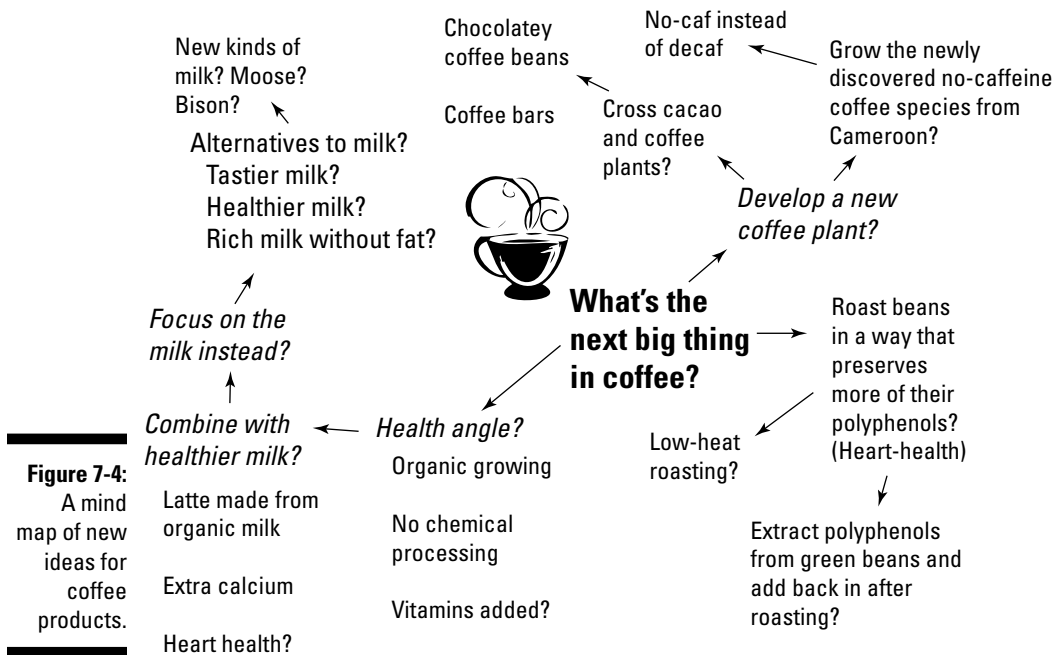 New kinds of
milk? Moose?
Bison?
Alternatives to milk?
Tastier milk?
Healthier milk?
Rich milk without fat?
Focus on the
milk instead?
Combine with
healthier milk?
Latte made from
organic milk
Extra calcium
Heart health?
Chocolatey
coffee beans
Coffee bars
No-caf instead
of decaf
Cross cacao
and coffee
plants?
Grow the newly
discovered no-caffeine
coffee species from
Cameroon?
Develop a new
coffee plant?
What's the
next big thing
in coffee?
Health angle?
Organic growing
No chemical
processing
Vitamins added?
Roast beans
in a way that
preserves
more of their
polyphenols?
(Heart-health)
Low-heat
roasting?
Extract polyphenols
from green beans and
add back in after
roasting?
Figure 7-4:
A mind
map of new
ideas for
coffee
products.